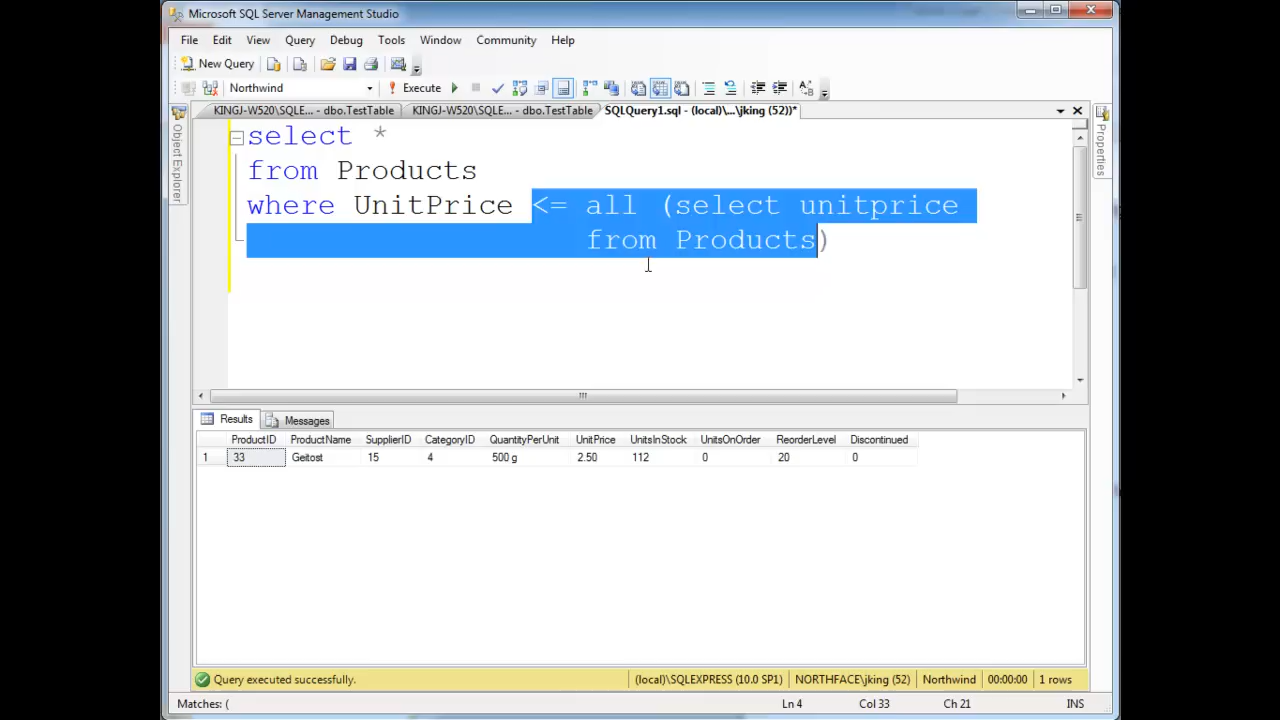 Microsoft SQL Server Management Studio
File Edit View Query Debug Tools Window Community Help
New Query
Northwind ! Execute
KINGJ-W520\SQLE... - dbo.TestTable KINGJ-W520\SQLE... - dbo.TestTable SQLQuery1.sql - (local)\...\jking (52))*
Object Explorer
Properties
select *
from Products
where UnitPrice <= all (select unitprice
from Products)
Results Messages
ProductID ProductName SupplierID CategoryID QuantityPerUnit UnitPrice UnitsInStock UnitsOnOrder ReorderLevel Discontinued
1 33 Geitost 15 4 500 g 2.50 112 0 20 0
Query executed successfully. (local)\SQLEXPRESS (10.0 SP1) NORTHFACE\jking (52) Northwind 00:00:00 1 rows
Matches: ( Ln 4 Col 33 Ch 21 INS